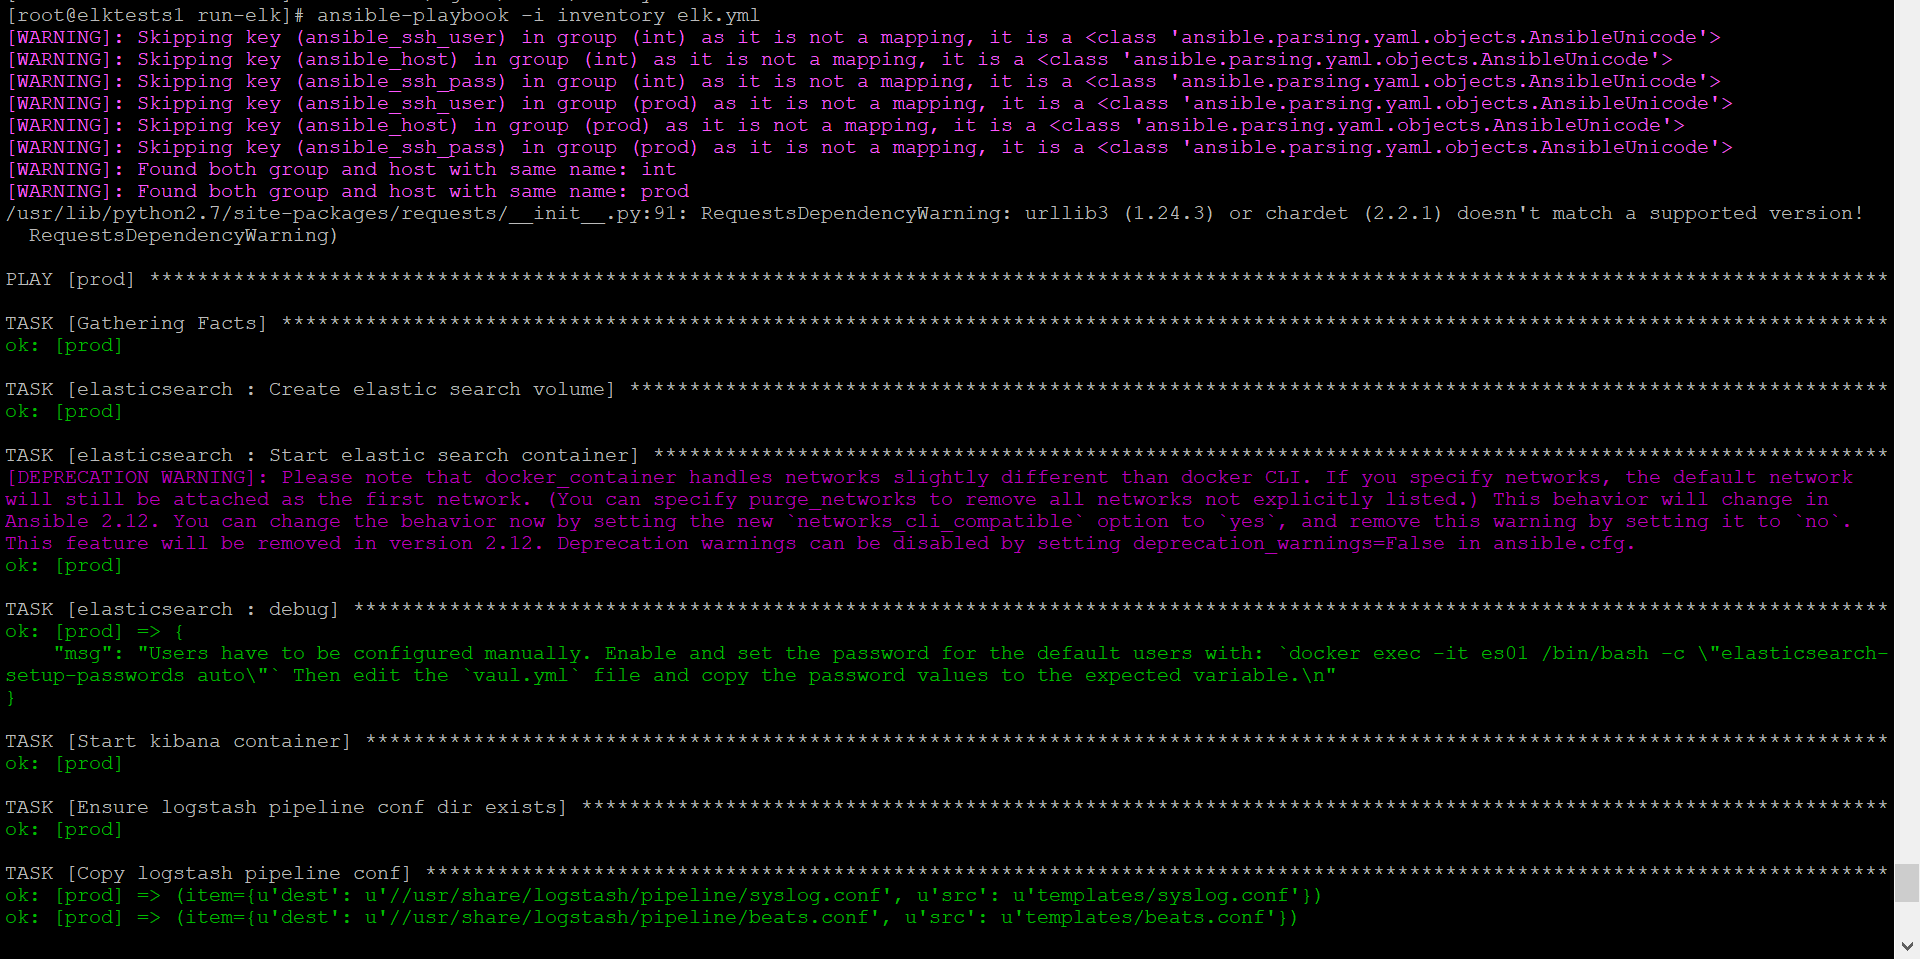 [root@elktests1 run-elk]# ansible-playbook -i inventory elk.yml
[WARNING]: Skipping key (ansible_ssh_user) in group (int) as it is not a mapping, it is a <class 'ansible.parsing.yaml.objects.AnsibleUnicode'>
[WARNING]: Skipping key (ansible_host) in group (int) as it is not a mapping, it is a <class 'ansible.parsing.yaml.objects.AnsibleUnicode'>
[WARNING]: Skipping key (ansible_ssh_pass) in group (int) as it is not a mapping, it is a <class 'ansible.parsing.yaml.objects.AnsibleUnicode'>
[WARNING]: Skipping key (ansible_ssh_user) in group (prod) as it is not a mapping, it is a <class 'ansible.parsing.yaml.objects.AnsibleUnicode'>
[WARNING]: Skipping key (ansible_host) in group (prod) as it is not a mapping, it is a <class 'ansible.parsing.yaml.objects.AnsibleUnicode'>
[WARNING]: Skipping key (ansible_ssh_pass) in group (prod) as it is not a mapping, it is a <class 'ansible.parsing.yaml.objects.AnsibleUnicode'>
[WARNING]: Found both group and host with same name: int
[WARNING]: Found both group and host with same name: prod
/usr/lib/python2.7/site-packages/requests/__init__.py:91: RequestsDependencyWarning: urllib3 (1.24.3) or chardet (2.2.1) doesn't match a supported version!
  RequestsDependencyWarning)
PLAY [prod] *************************************************************************************************************************************************
TASK [Gathering Facts] **************************************************************************************************************************************
ok: [prod]
TASK [elasticsearch : Create elastic search volume] *********************************************************************************************************
ok: [prod]
TASK [elasticsearch : Start elastic search container] *******************************************************************************************************
[DEPRECATION WARNING]: Please note that docker_container handles networks slightly different than docker CLI. If you specify networks, the default network
will still be attached as the first network. (You can specify purge_networks to remove all networks not explicitly listed.) This behavior will change in
Ansible 2.12. You can change the behavior now by setting the new `networks_cli_compatible` option to `yes`, and remove this warning by setting it to `no`.
This feature will be removed in version 2.12. Deprecation warnings can be disabled by setting deprecation_warnings=False in ansible.cfg.
ok: [prod]
TASK [elasticsearch : debug] ********************************************************************************************************************************
ok: [prod] => {
    "msg": "Users have to be configured manually. Enable and set the password for the default users with: `docker exec -it es01 /bin/bash -c \"elasticsearch-
setup-passwords auto\"` Then edit the `vaul.yml` file and copy the password values to the expected variable.\n"
}
TASK [Start kibana container] *******************************************************************************************************************************
ok: [prod]
TASK [Ensure logstash pipeline conf dir exists] *************************************************************************************************************
ok: [prod]
TASK [Copy logstash pipeline conf] **************************************************************************************************************************
ok: [prod] => (item={u'dest': u'//usr/share/logstash/pipeline/syslog.conf', u'src': u'templates/syslog.conf'})
ok: [prod] => (item={u'dest': u'//usr/share/logstash/pipeline/beats.conf', u'src': u'templates/beats.conf'})